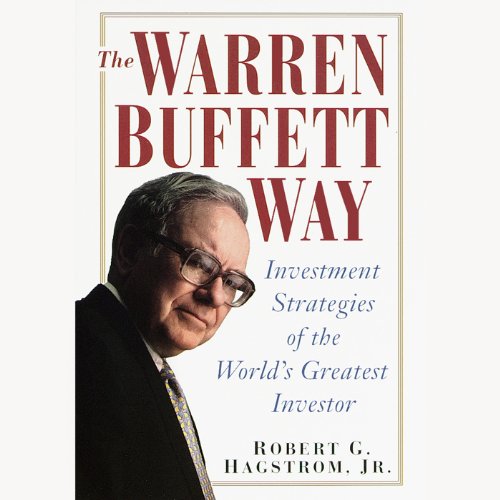 The WARREN
BUFFETT
WAY
Investment
Strategies
of the
World's Greatest
Investor
ROBERT G.
HAGSTROM, JR.